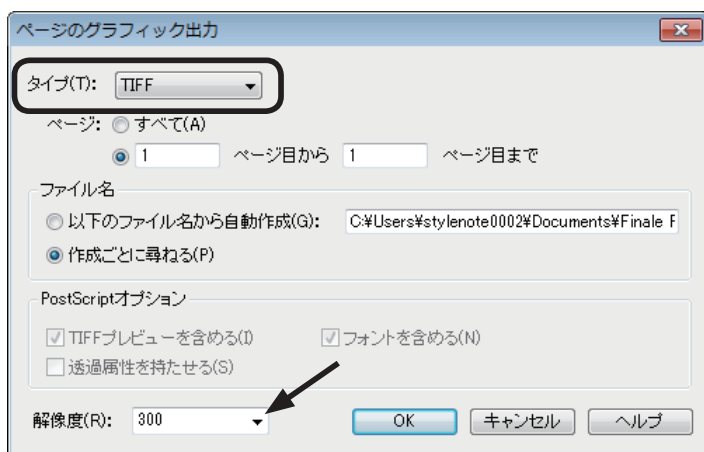 ページのグラフィック出力
タイプ(T): TIFF
ページ: すべて(A)
1 ページ目から 1 ページ目まで
ファイル名
以下のファイル名から自動作成(G): C:¥Users¥stylenote0002¥Documents¥Finale F
作成ごとに尋ねる(P)
PostScriptオプション
TIFFプレビューを含める(I) フォントを含める(N)
透過属性を持たせる(S)
解像度(R): 300 OK キャンセル ヘルプ